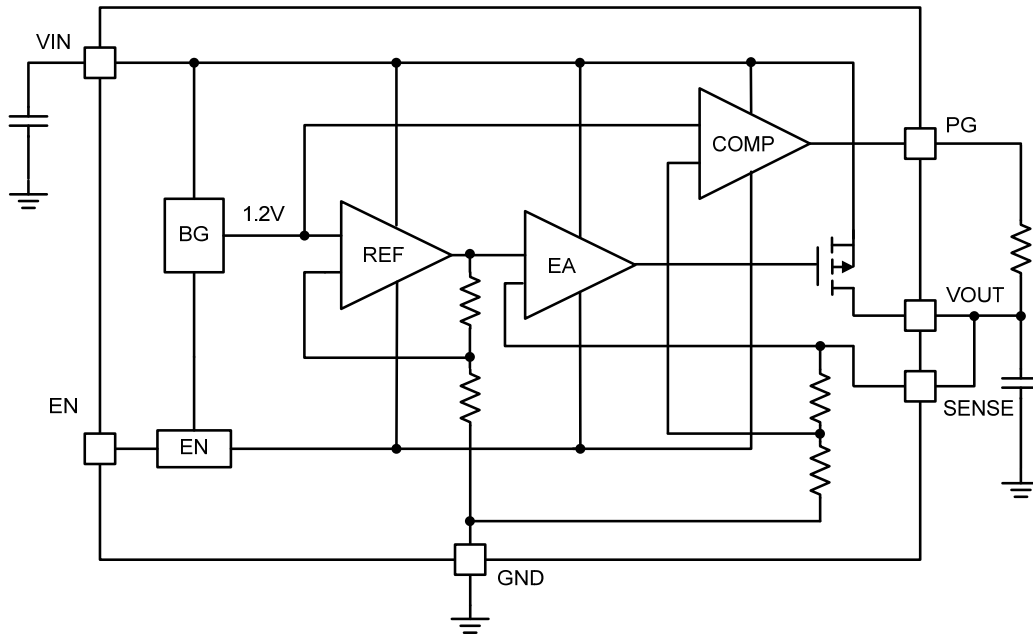 VIN
PG
COMP
1.2V
BG
REF
EA
VOUT
EN
SENSE
EN
GND